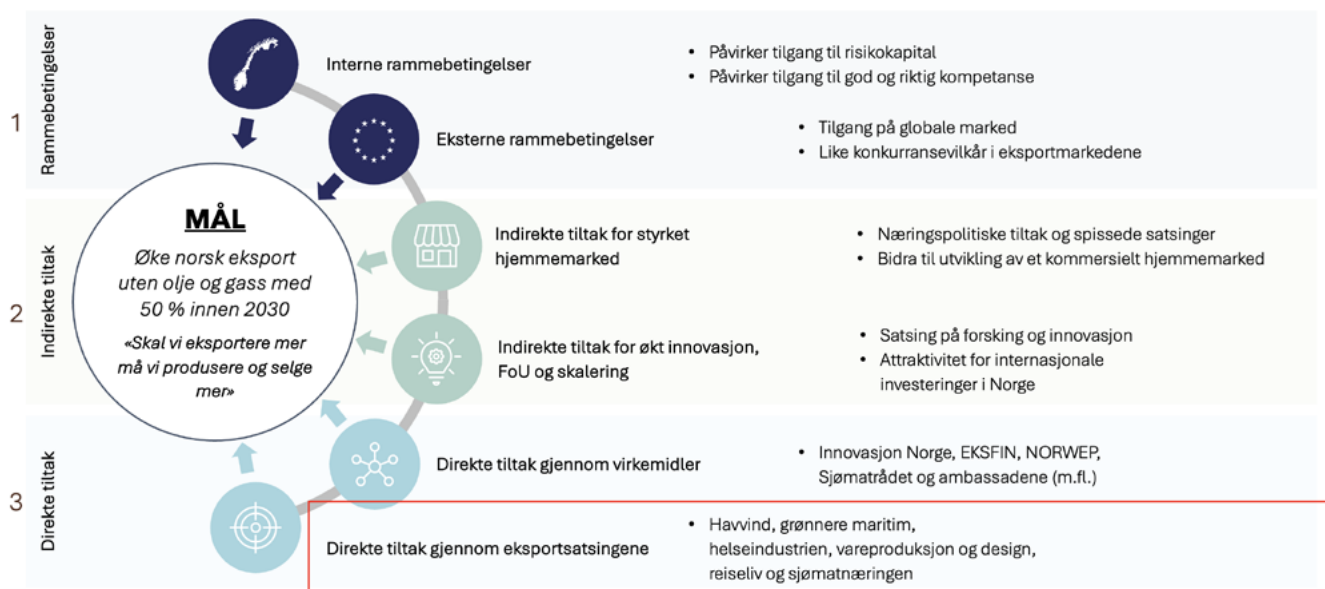 1
Rammebetingelser
Interne rammebetingelser
• Påvirker tilgang til risikokapital
• Påvirker tilgang til god og riktig kompetanse
Eksterne rammebetingelser
• Tilgang på globale marked
• Like konkurransevilkår i eksportmarkedene
MÅL
Øke norsk eksport
uten olje og gass med
50 % innen 2030
«Skal vi eksportere mer
må vi produsere og selge
mer»
2
Indirekte tiltak
Indirekte tiltak for styrket
hjemmemarked
• Næringspolitiske tiltak og spissede satsinger
• Bidra til utvikling av et kommersielt hjemmemarked
Indirekte tiltak for økt innovasjon,
FoU og skalering
• Satsing på forsking og innovasjon
• Attraktivitet for internasjonale
investeringer i Norge
3
Direkte tiltak
Direkte tiltak gjennom virkemidler
• Innovasjon Norge, EKSFIN, NORWEP,
Sjømatrådet og ambassadene (m.fl.)
Direkte tiltak gjennom eksportsatsingene
• Havvind, grønnere maritim,
helseindustrien, vareproduksjon og design,
reiseliv og sjømatnæringen